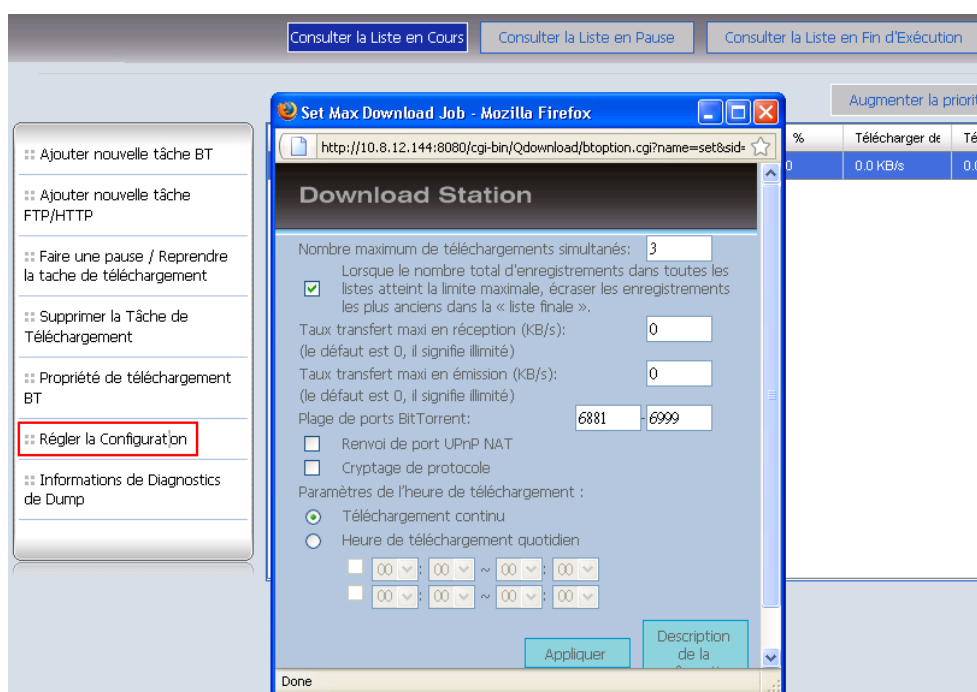 Consulter la Liste en Cours
Consulter la Liste en Pause
Consulter la Liste en Fin d'Exécution
Augmenter la priorit
:: Ajouter nouvelle tâche BT
:: Ajouter nouvelle tâche
FTP/HTTP
:: Faire une pause / Reprendre
la tache de téléchargement
:: Supprimer la Tâche de
Téléchargement
:: Propriété de téléchargement
BT
:: Régler la Configuration
:: Informations de Diagnostics
de Dump
Set Max Download Job - Mozilla Firefox
http://10.8.12.144:8080/cgi-bin/Qdownload/btoption.cgi?name=set&sid=
Download Station
Nombre maximum de téléchargements simultanés: 3
Lorsque le nombre total d'enregistrements dans toutes les
listes atteint la limite maximale, écraser les enregistrements
les plus anciens dans la « liste finale ».
Taux transfert maxi en réception (KB/s): 0
(le défaut est 0, il signifie illimité)
Taux transfert maxi en émission (KB/s): 0
(le défaut est 0, il signifie illimité)
Plage de ports BitTorrent: 6881 - 6999
Renvoi de port UPnP NAT
Cryptage de protocole
Paramètres de l'heure de téléchargement :
Téléchargement continu
Heure de téléchargement quotidien
00 : 00 ~ 00 : 00
00 : 00 ~ 00 : 00
Appliquer
Description
de la
Done
% Télécharger de Té
0 0.0 KB/s 0.0